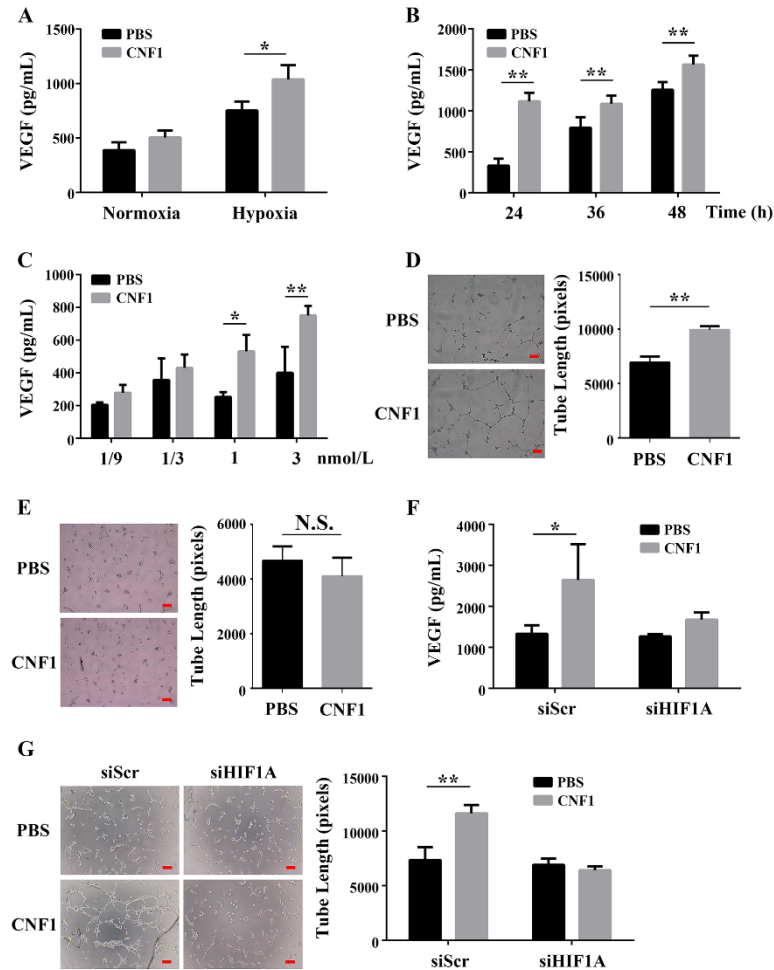 A
PBS
CNF1
VEGF (pg/mL)
1500
1000
500
0
*
Normoxia
Hypoxia
B
PBS
CNF1
VEGF (pg/mL)
2000
1500
1000
500
0
**
**
**
24
36
48
Time (h)
C
PBS
CNF1
VEGF (pg/mL)
1000
800
600
400
200
0
*
**
1/9
1/3
1
3
nmol/L
D
PBS
CNF1
Tube Length (pixels)
15000
10000
5000
0
**
PBS
CNF1
E
PBS
CNF1
Tube Length (pixels)
6000
4000
2000
0
N.S.
PBS
CNF1
F
PBS
CNF1
VEGF (pg/mL)
4000
3000
2000
1000
0
*
siScr
siHIF1A
G
siScr
siHIF1A
PBS
CNF1
Tube Length (pixels)
15000
10000
5000
0
**
PBS
CNF1
siScr
siHIF1A